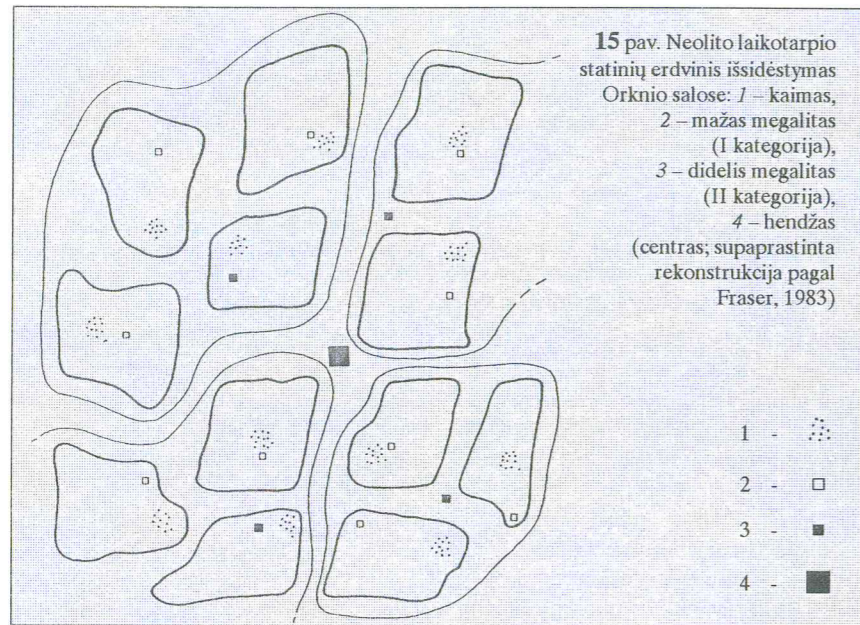 15 pav. Neolito laikotarpio
statinių erdvinis išsidėstymas
Orknio salose: 1 – kaimas,
2 – mažas megalitas
(I kategorija),
3 – didelis megalitas
(II kategorija),
4 – hendžas
(centras; supaprastinta
rekonstrukcija pagal
Fraser, 1983)
1 -
2 -
3 -
4 -